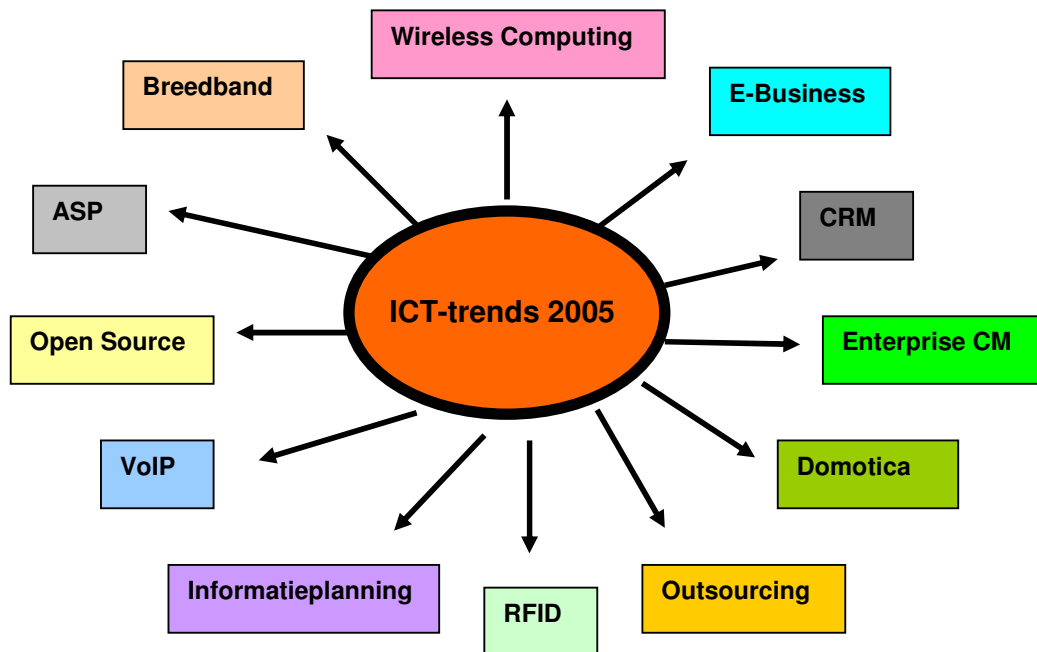 Wireless Computing
Breedband
E-Business
ASP
CRM
ICT-trends 2005
Open Source
Enterprise CM
VoIP
Domotica
Informatieplanning
RFID
Outsourcing